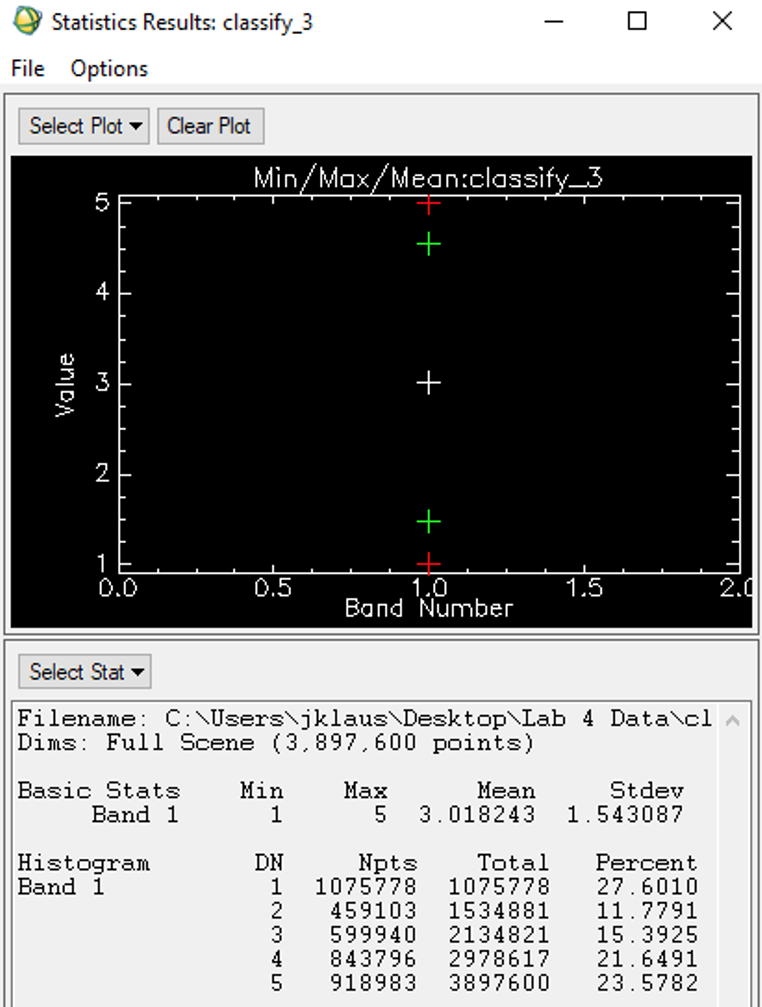 Statistics Results: classify_3
File Options
Select Plot Clear Plot
Min/Max/Mean:classify_3
5
4
3
2
1
Value
0.0 0.5 1.0 1.5 2.0
Band Number
Select Stat
Filename: C:\Users\jklaus\Desktop\Lab 4 Data\cl
Dims: Full Scene (3,897,600 points)
Basic Stats Min Max Mean Stdev
Band 1 1 5 3.018243 1.543087
Histogram DN Npts Total Percent
Band 1 1 1075778 1075778 27.6010
2 459103 1534881 11.7791
3 599940 2134821 15.3925
4 843796 2978617 21.6491
5 918983 3897600 23.5782